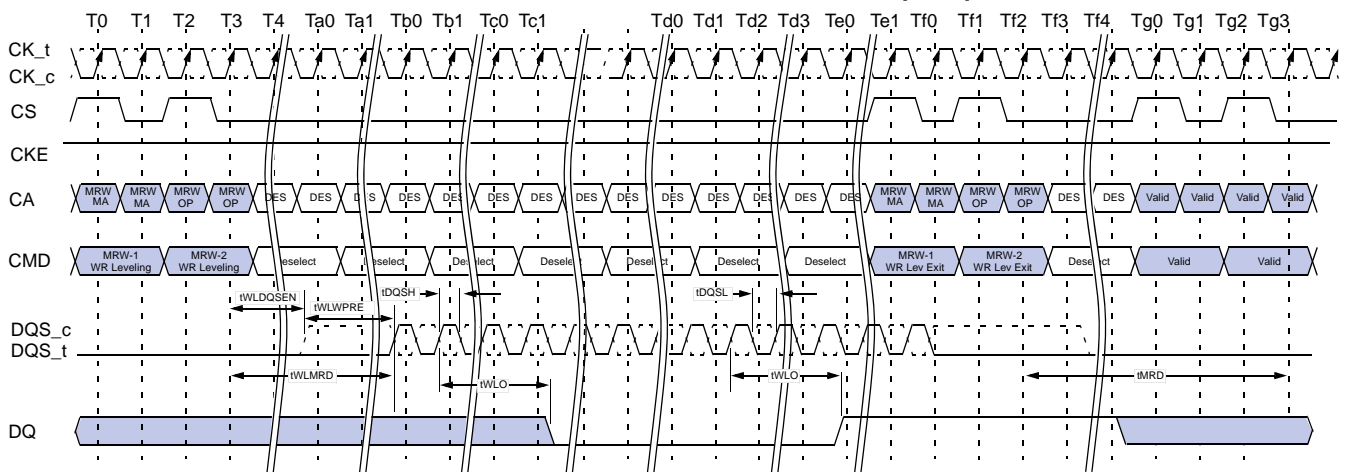 T0 T1 T2 T3 T4 Ta0 Ta1 Tb0 Tb1 Tc0 Tc1 Td0 Td1 Td2 Td3 Te0 Te1 Tf0 Tf1 Tf2 Tf3 Tf4 Tg0 Tg1 Tg2 Tg3
CK_t
CK_c
CS
CKE
CA
MRW MRW MRW MRW MRW MRW MRW MRW
MA MA OP OP DES DES DES DES DES DES DES DES DES DES DES DES DES DES MA MA OP OP DES DES Valid Valid Valid Valid
CMD
MRW-1 MRW-2 MRW-1 MRW-2
WR Leveling WR Leveling Deselect Deselect Deselect Deselect Deselect Deselect Deselect WR Lev Exit WR Lev Exit Deselect Valid Valid
tWLDQSEN tWLWPRE tDQSH tDQSL
DQS_c
DQS_t
tWLMRD tWLO tWLO tMRD
DQ